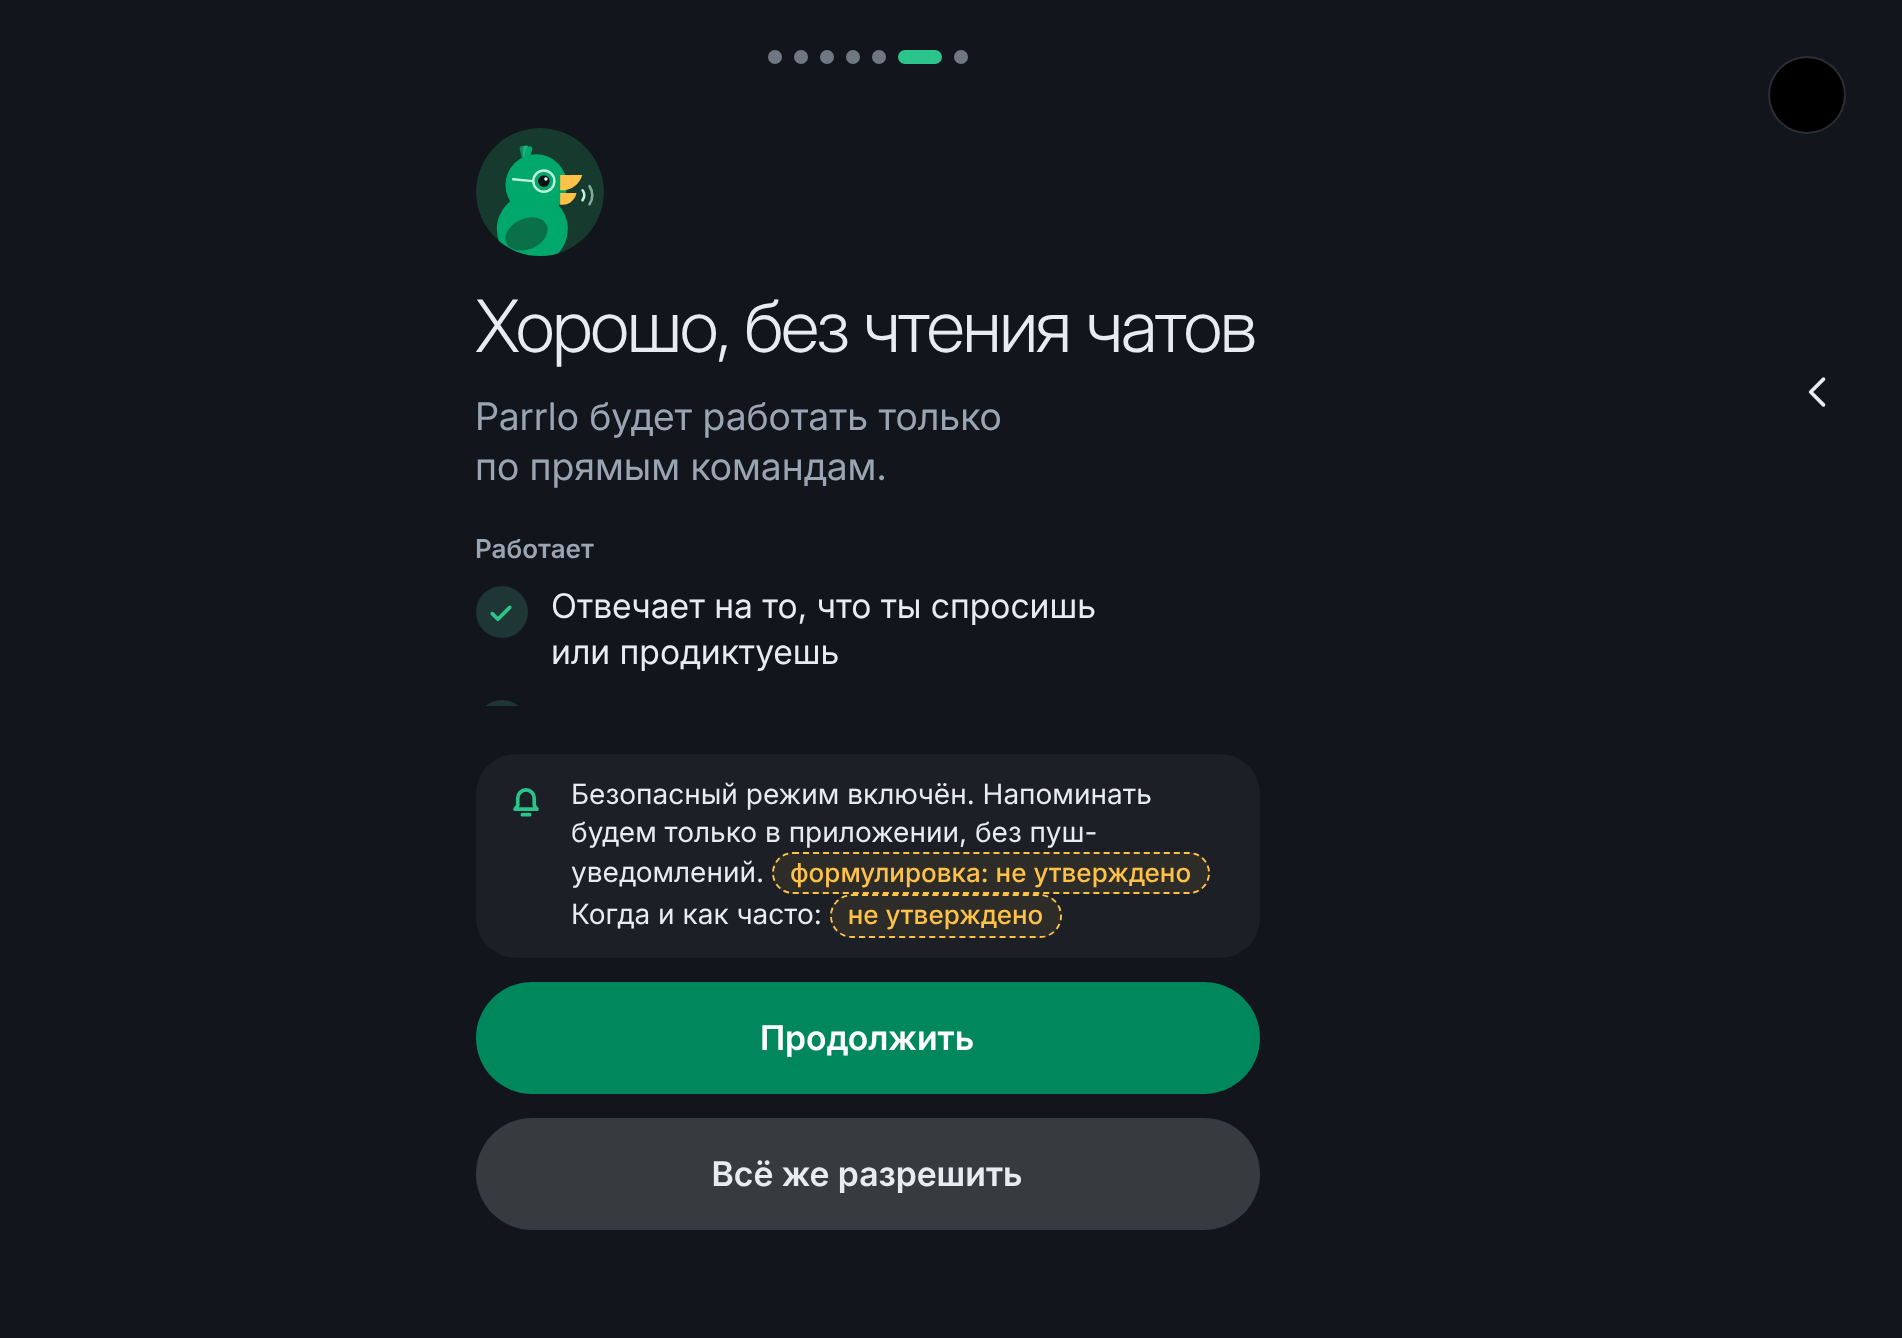 Хорошо, без чтения чатов
Parrlo будет работать только
по прямым командам.
Работает
Отвечает на то, что ты спросишь
или продиктуешь
Безопасный режим включён. Напоминать
будем только в приложении, без пуш-
уведомлений. формулировка: не утверждено
Когда и как часто: не утверждено
Продолжить
Всё же разрешить